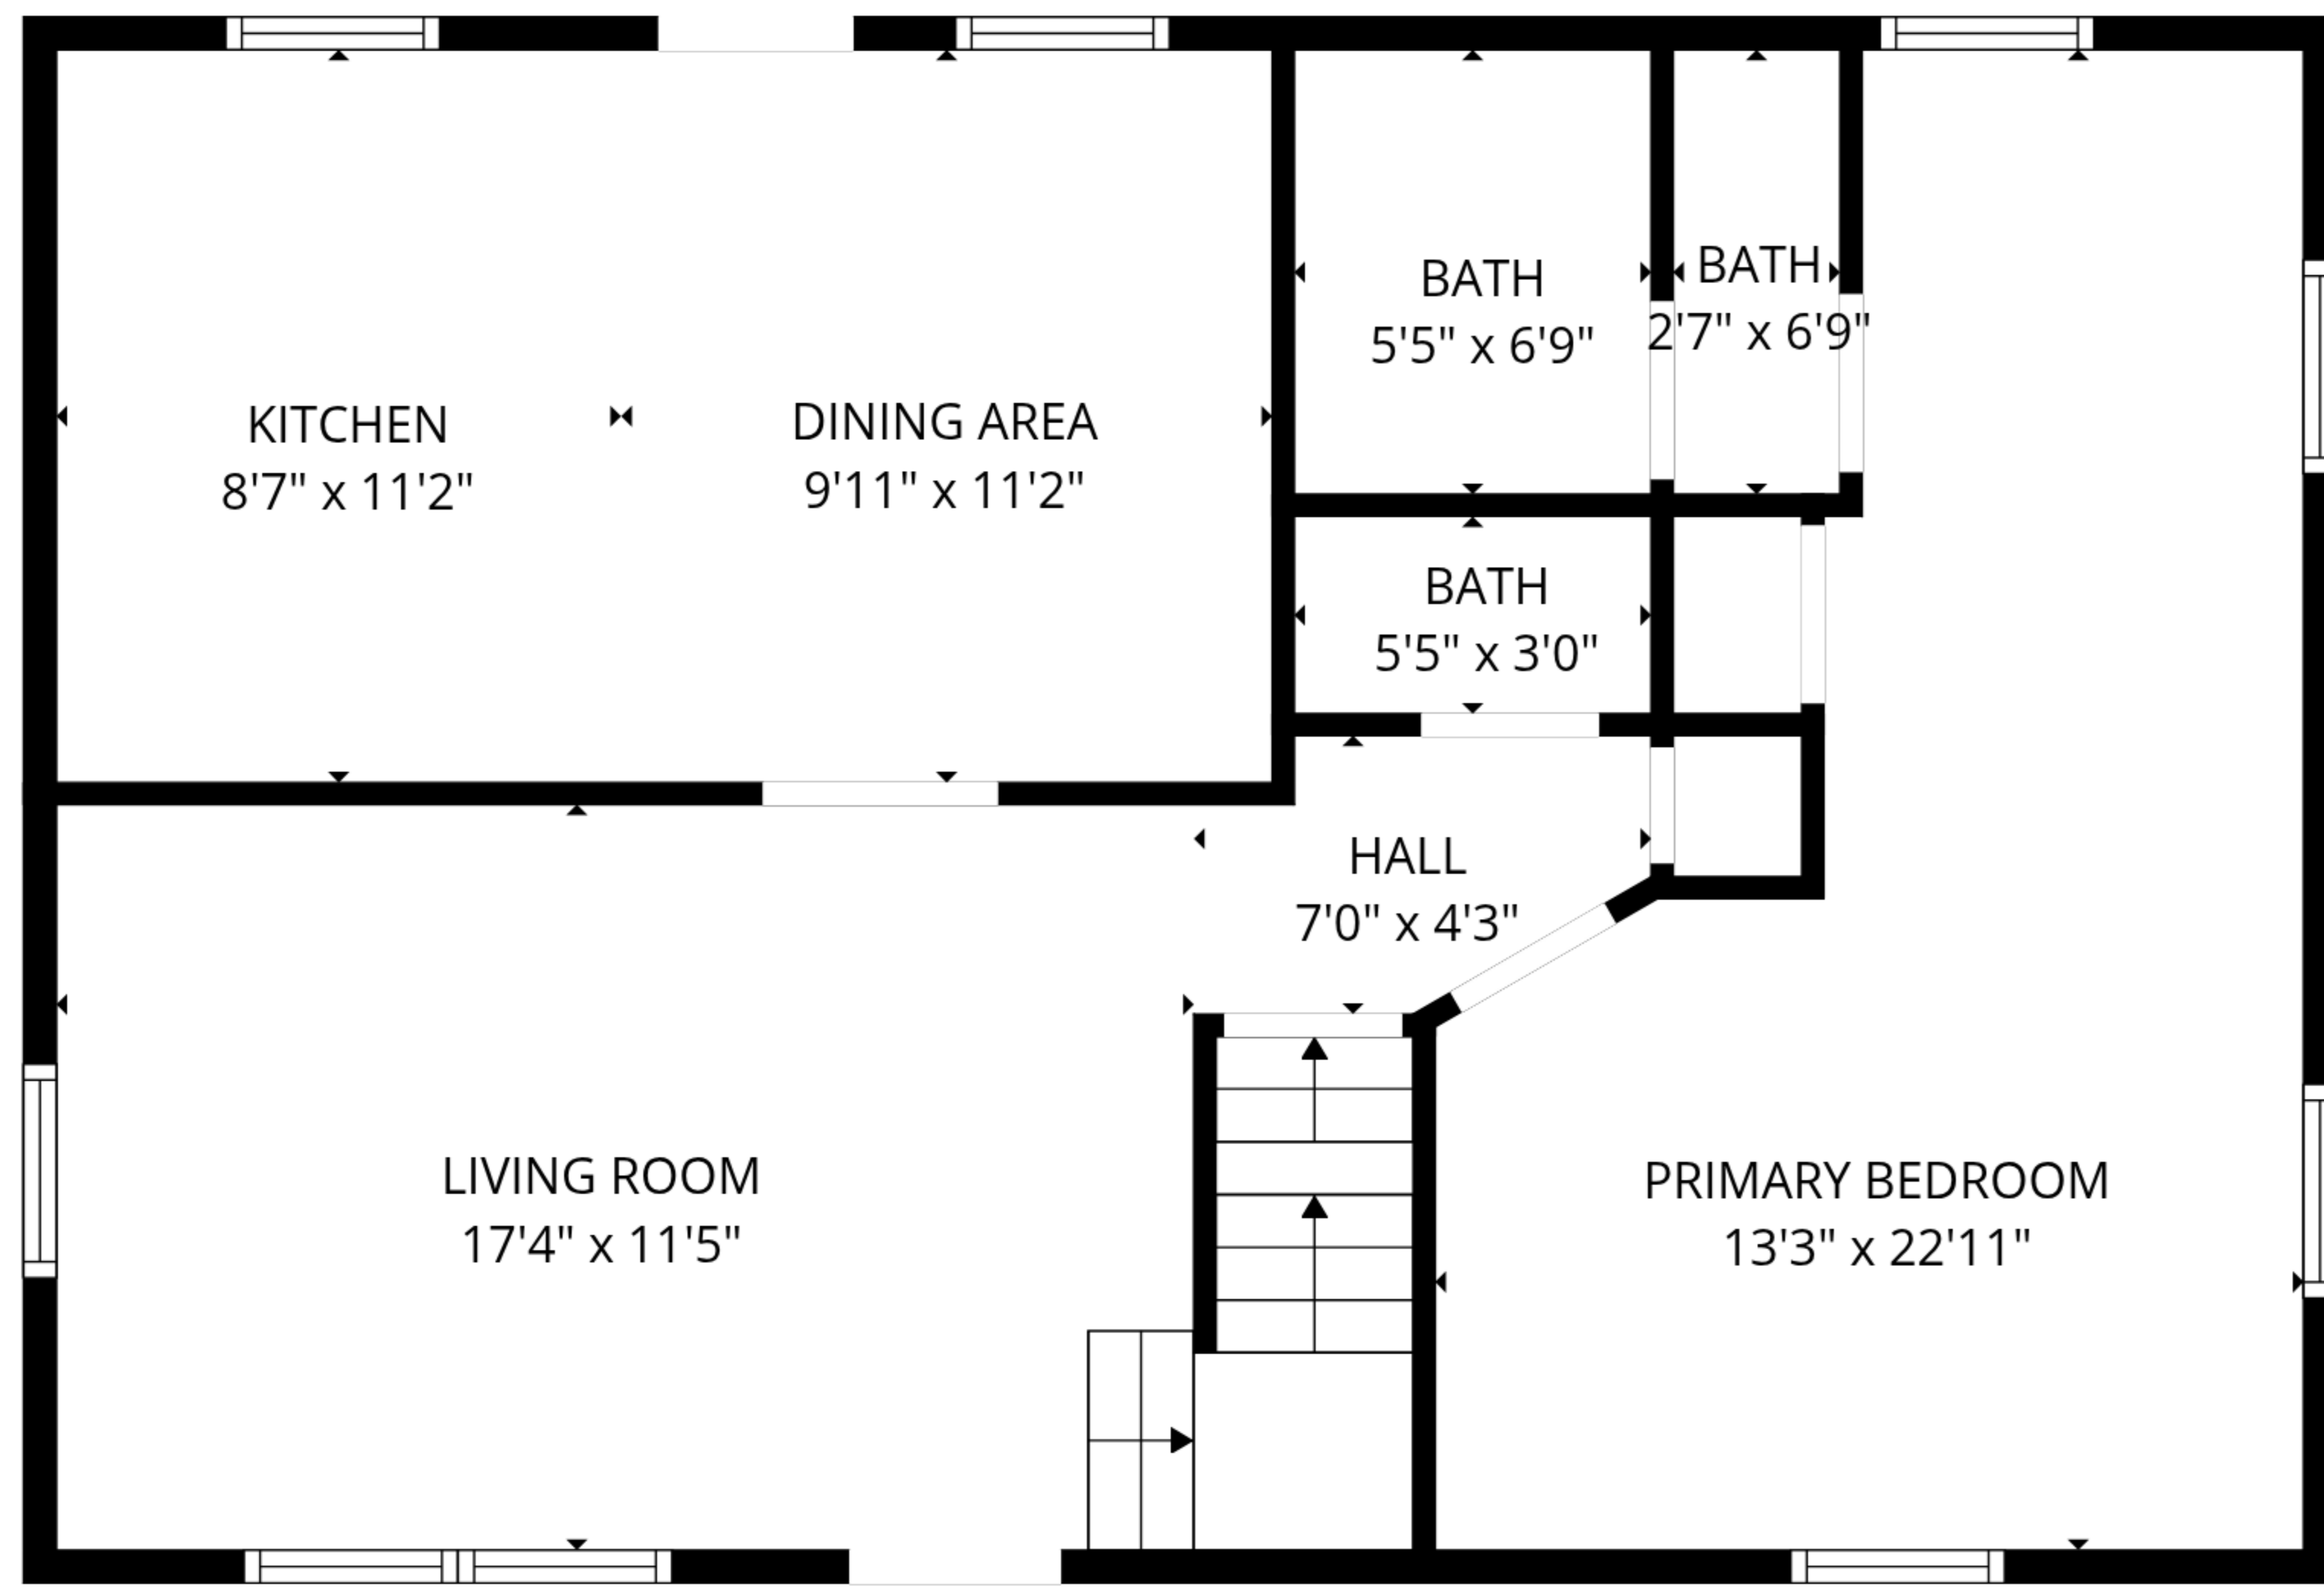 BATH
5'5" x 6'9"
BATH
2'7" x 6'9"
KITCHEN
8'7" x 11'2"
DINING AREA
9'11" x 11'2"
BATH
5'5" x 3'0"
HALL
7'0" x 4'3"
LIVING ROOM
17'4" x 11'5"
PRIMARY BEDROOM
13'3" x 22'11"